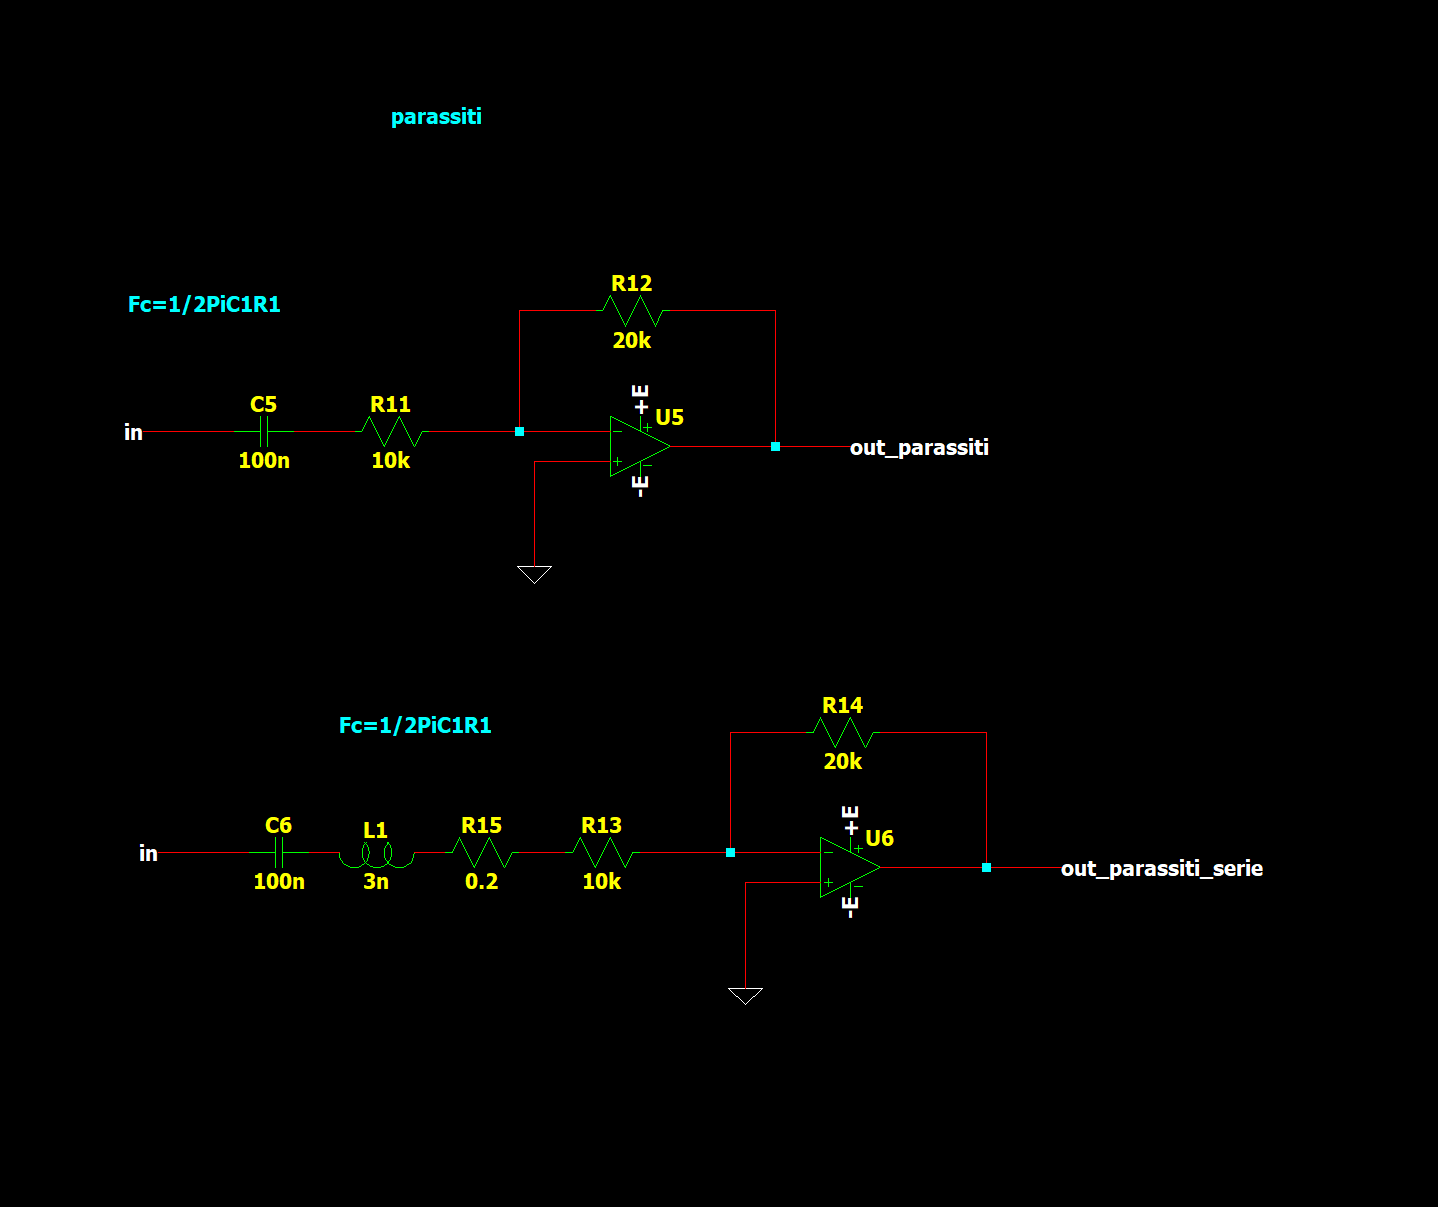 parassiti
Fc=1/2PiC1R1
R12
20k
C5
R11
+E
U5
in
100n
10k
-E
out_parassiti
Fc=1/2PiC1R1
R14
20k
C6
L1
R15
R13
+E
U6
in
100n
3n
0.2
10k
-E
out_parassiti_serie